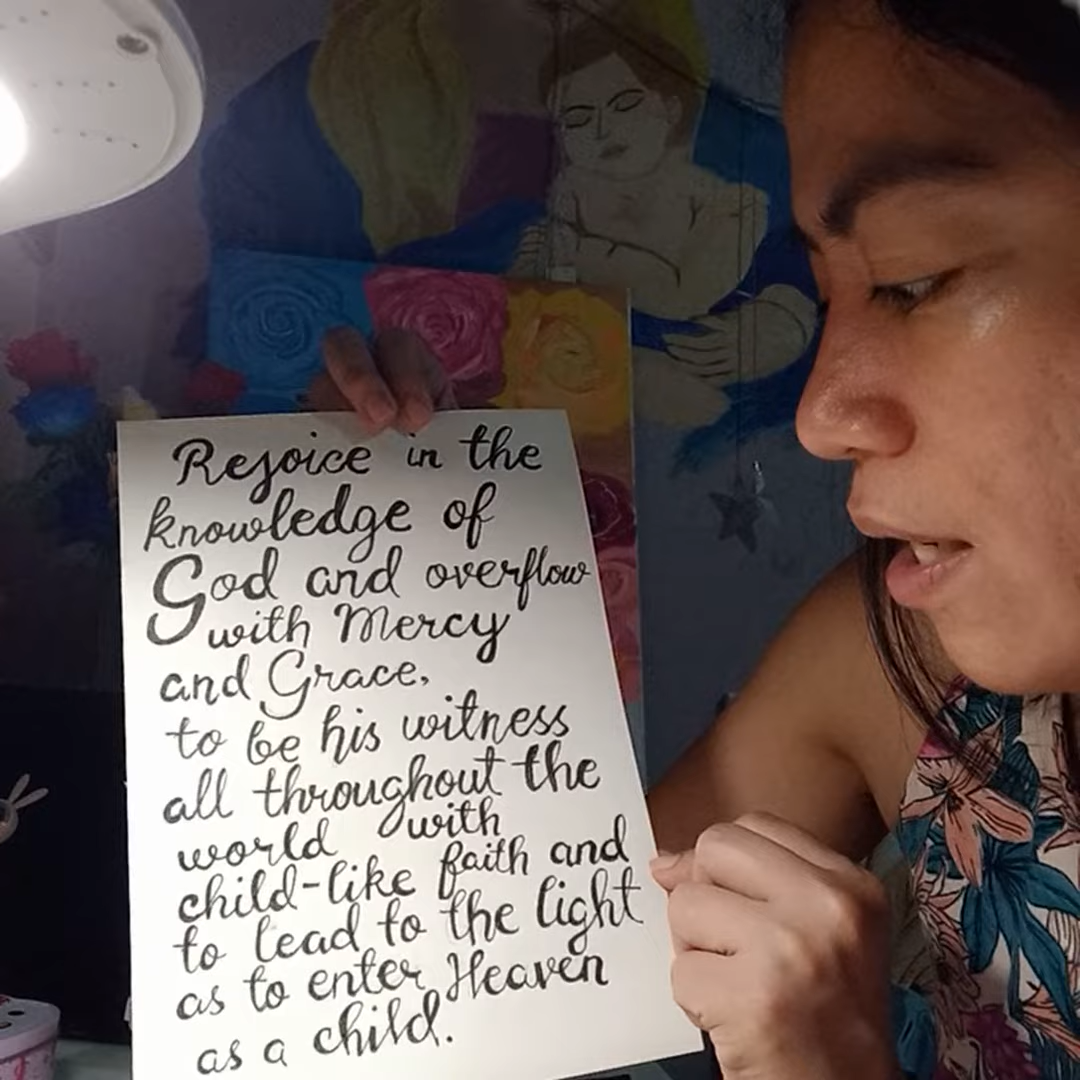 Rejoice in the
knowledge of
God and overflow
with Mercy
and Grace,
to be his witness
all throughout the
world with
child-like faith and
to lead to the light
as to enter Heaven
as a child.